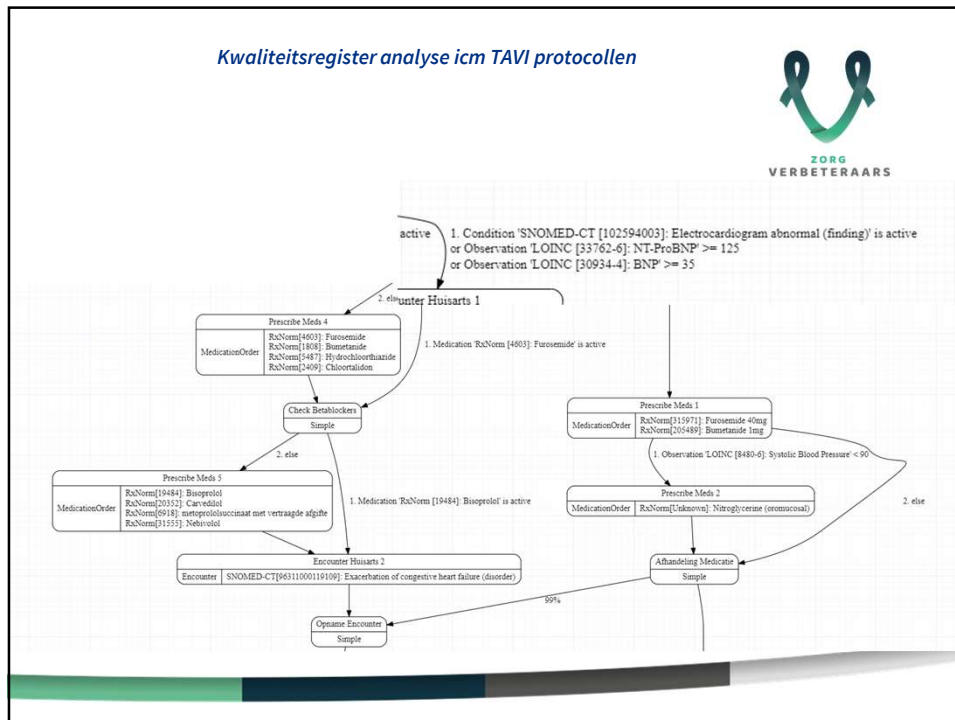 Kwaliteitsregister analyse icm TAVI protocollen
ZORG
VERBETERAARS
active
1. Condition 'SNOMED-CT [102594003]: Electrocardiogram abnormal (finding)' is active
or Observation 'LOINC [33762-6]: NT-ProBNP' >= 125
or Observation 'LOINC [30934-4]: BNP' >= 35
2. else
unter Huisarts 1
Prescribe Meds 4
MedicationOrder
RxNorm[4603]: Furosemide
RxNorm[1808]: Bumetanide
RxNorm[5487]: Hydrochloorthiazide
RxNorm[2409]: Chloortalidon
1. Medication 'RxNorm [4603]: Furosemide' is active
Check Betablockers
Simple
Prescribe Meds 1
MedicationOrder
RxNorm[315971]: Furosemide 40mg
RxNorm[205489]: Bumetanide 1mg
2. else
1. Observation 'LOINC [8480-6]: Systolic Blood Pressure' < 90
Prescribe Meds 5
MedicationOrder
RxNorm[19484]: Bisoprolol
RxNorm[20352]: Carvedilol
RxNorm[6918]: metoprololsuccinaat met vertraagde afgifte
RxNorm[31555]: Nebivolol
1. Medication 'RxNorm [19484]: Bisoprolol' is active
Prescribe Meds 2
MedicationOrder
RxNorm[Unknown]: Nitroglycerine (oromucosal)
2. else
Encounter Huisarts 2
Encounter
SNOMED-CT[96311000119109]: Exacerbation of congestive heart failure (disorder)
Afhandeling Medicatie
Simple
99%
Opname Encounter
Simple